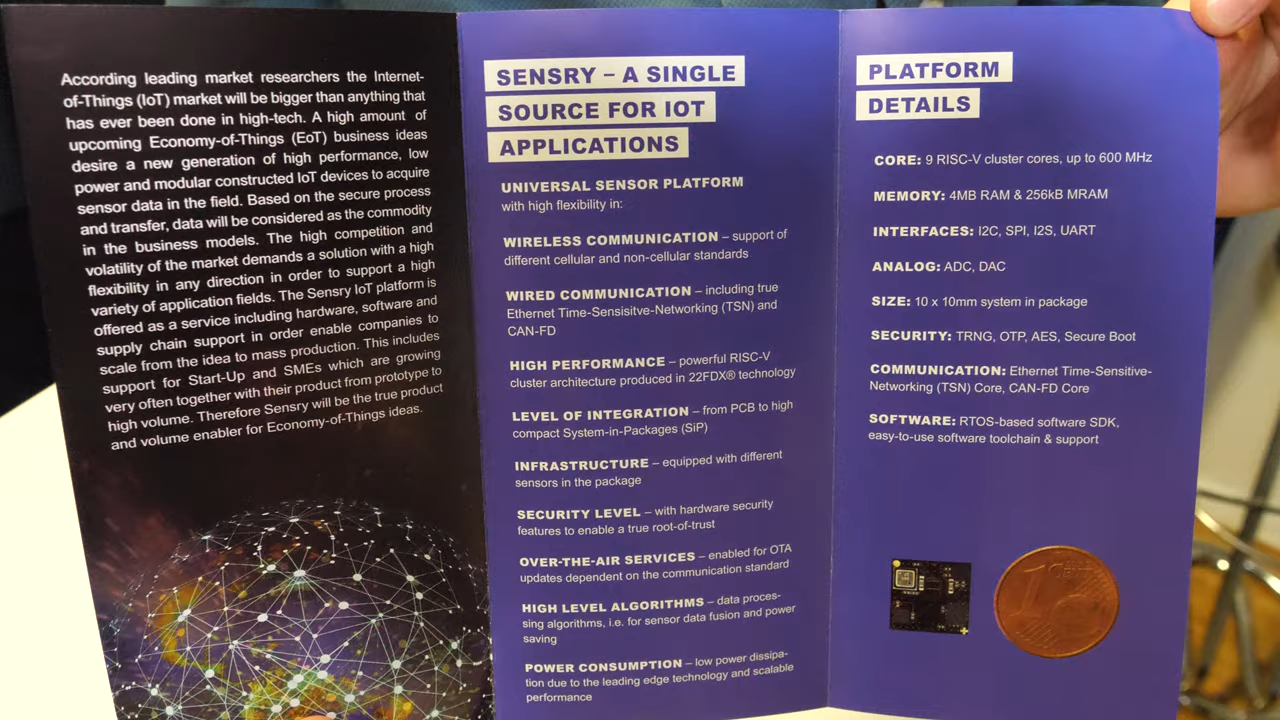 According leading market researchers the Internet-
of-Things (IoT) market will be bigger than anything that
has ever been done in high-tech. A high amount of
upcoming Economy-of-Things (EoT) business ideas
desire a new generation of high performance, low
power and modular constructed IoT devices to acquire
sensor data in the field. Based on the secure process
and transfer, data will be considered as the commodity
in the business models. The high competition and
volatility of the market demands a solution with a high
flexibility in any direction in order to support a high
variety of application fields. The Sensry IoT platform is
offered as a service including hardware, software and
supply chain support in order enable companies to
scale from the idea to mass production. This includes
support for Start-Up and SMEs which are growing
very often together with their product from prototype to
high volume. Therefore Sensry will be the true product
and volume enabler for Economy-of-Things ideas.
SENSRY – A SINGLE
SOURCE FOR IOT
APPLICATIONS
UNIVERSAL SENSOR PLATFORM
with high flexibility in:
WIRELESS COMMUNICATION – support of
different cellular and non-cellular standards
WIRED COMMUNICATION – including true
Ethernet Time-Sensisitve-Networking (TSN) and
CAN-FD
HIGH PERFORMANCE – powerful RISC-V
cluster architecture produced in 22FDX® technology
LEVEL OF INTEGRATION – from PCB to high
compact System-in-Packages (SiP)
INFRASTRUCTURE – equipped with different
sensors in the package
SECURITY LEVEL – with hardware security
features to enable a true root-of-trust
OVER-THE-AIR SERVICES – enabled for OTA
updates dependent on the communication standard
HIGH LEVEL ALGORITHMS – data proces-
sing algorithms, i.e. for sensor data fusion and power
saving
POWER CONSUMPTION – low power dissipa-
tion due to the leading edge technology and scalable
performance
PLATFORM
DETAILS
CORE: 9 RISC-V cluster cores, up to 600 MHz
MEMORY: 4MB RAM & 256kB MRAM
INTERFACES: I2C, SPI, I2S, UART
ANALOG: ADC, DAC
SIZE: 10 x 10mm system in package
SECURITY: TRNG, OTP, AES, Secure Boot
COMMUNICATION: Ethernet Time-Sensitive-
Networking (TSN) Core, CAN-FD Core
SOFTWARE: RTOS-based software SDK,
easy-to-use software toolchain & support
1